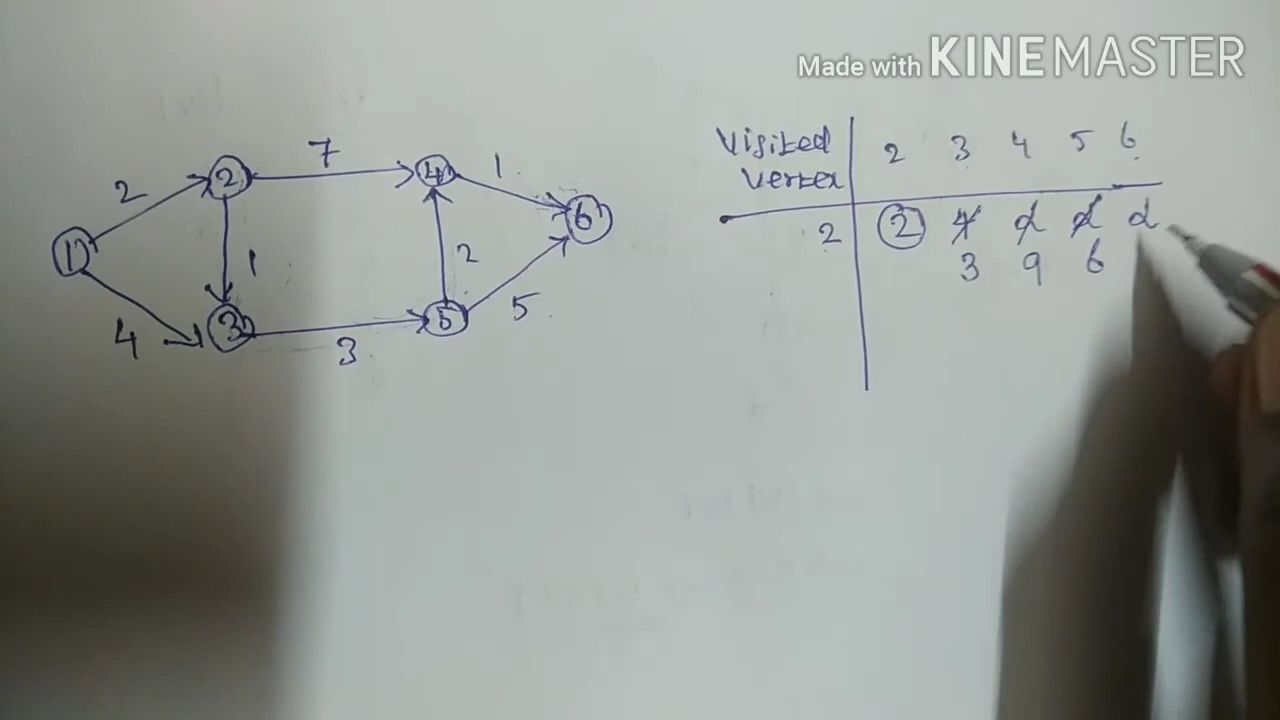 Made with KINEMASTER
7
2
2
4
1
1
6
1
2
3
5
5
4
3
Visited
Vertex
2 3 4 5 6
2 2 4 α α α
3 9 6